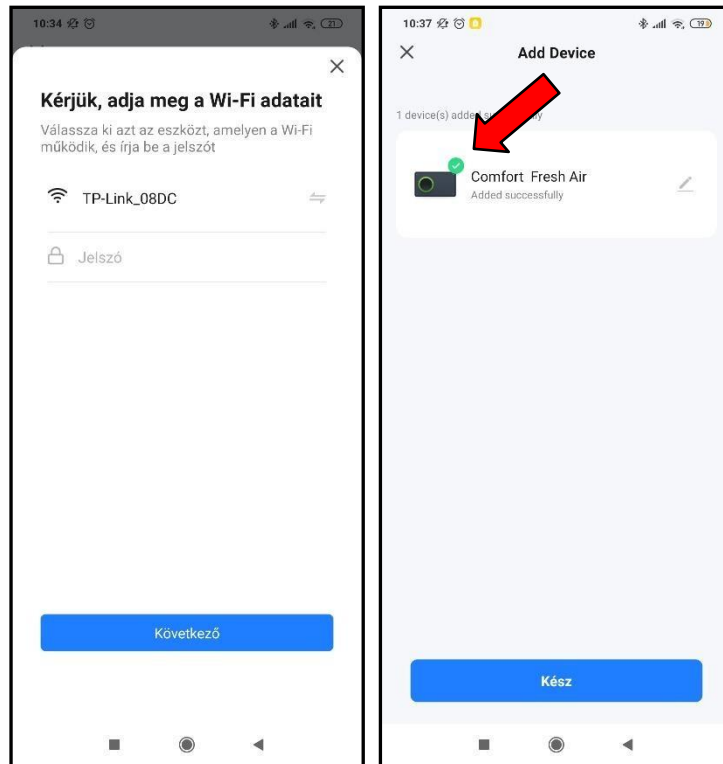 10:34
21
Kérjük, adja meg a Wi-Fi adatait
Válassza ki azt az eszközt, amelyen a Wi-Fi
működik, és írja be a jelszót
TP-Link_08DC
Jelszó
Következő
10:37
19
Add Device
1 device(s) added
Comfort Fresh Air
Added successfully
Kész